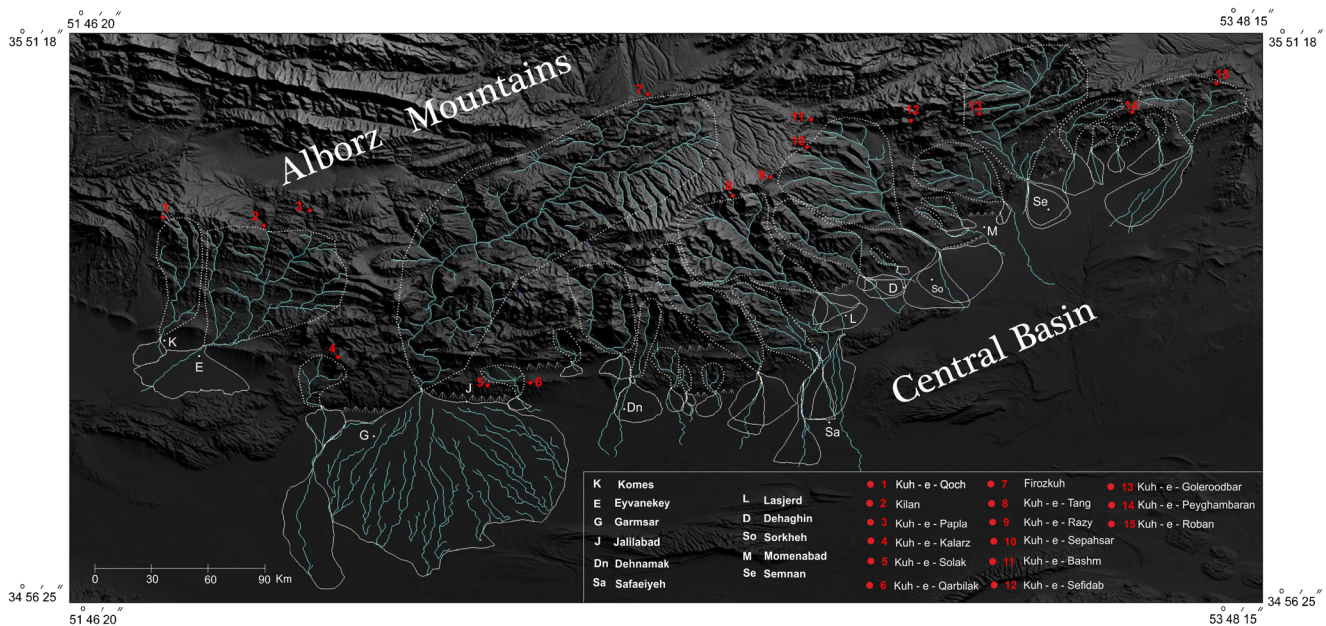 o , //
51 46 20
o , //
53 48 15
o , //
35 51 18
o , //
35 51 18
Alborz Mountains
7
15
11
12
13
14
10
9
8
1
2
3
Se
M
So
D
L
K
E
4
5
J
6
Dn
G
Sa
Central Basin
K Komes
E Eyvanekey
G Garmsar
J Jalilabad
Dn Dehnamak
Sa Safaeiyeh
L Lasjerd
D Dehaghin
So Sorkheh
M Momenabad
Se Semnan
1 Kuh - e - Qoch
2 Kilan
3 Kuh - e - Papla
4 Kuh - e - Kalarz
5 Kuh - e - Solak
6 Kuh - e - Qarbilak
7 Firozkuh
8 Kuh - e - Tang
9 Kuh - e - Razy
10 Kuh - e - Sepahsar
11 Kuh - e - Bashm
12 Kuh - e - Sefidab
13 Kuh - e - Goleroodbar
14 Kuh - e - Peyghambaran
15 Kuh - e - Roban
0 30 60 90 Km
o , //
34 56 25
o , //
34 56 25
o , //
51 46 20
o , //
53 48 15